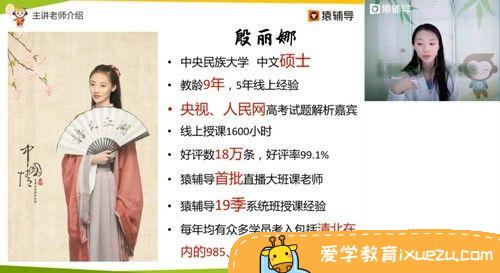 主讲老师介绍
猿辅导
猿辅导
殷丽娜
中央民族大学 中文硕士
教龄9年，5年线上经验
央视、人民网高考试题解析嘉宾
线上授课1600小时
好评数18万条，好评率99.1%
猿辅导首批直播大班课老师
猿辅导19季系统班授课经验
每年均有众多学员考入包括清北在
内的985、
中國情
爱学教育ixuezu.com